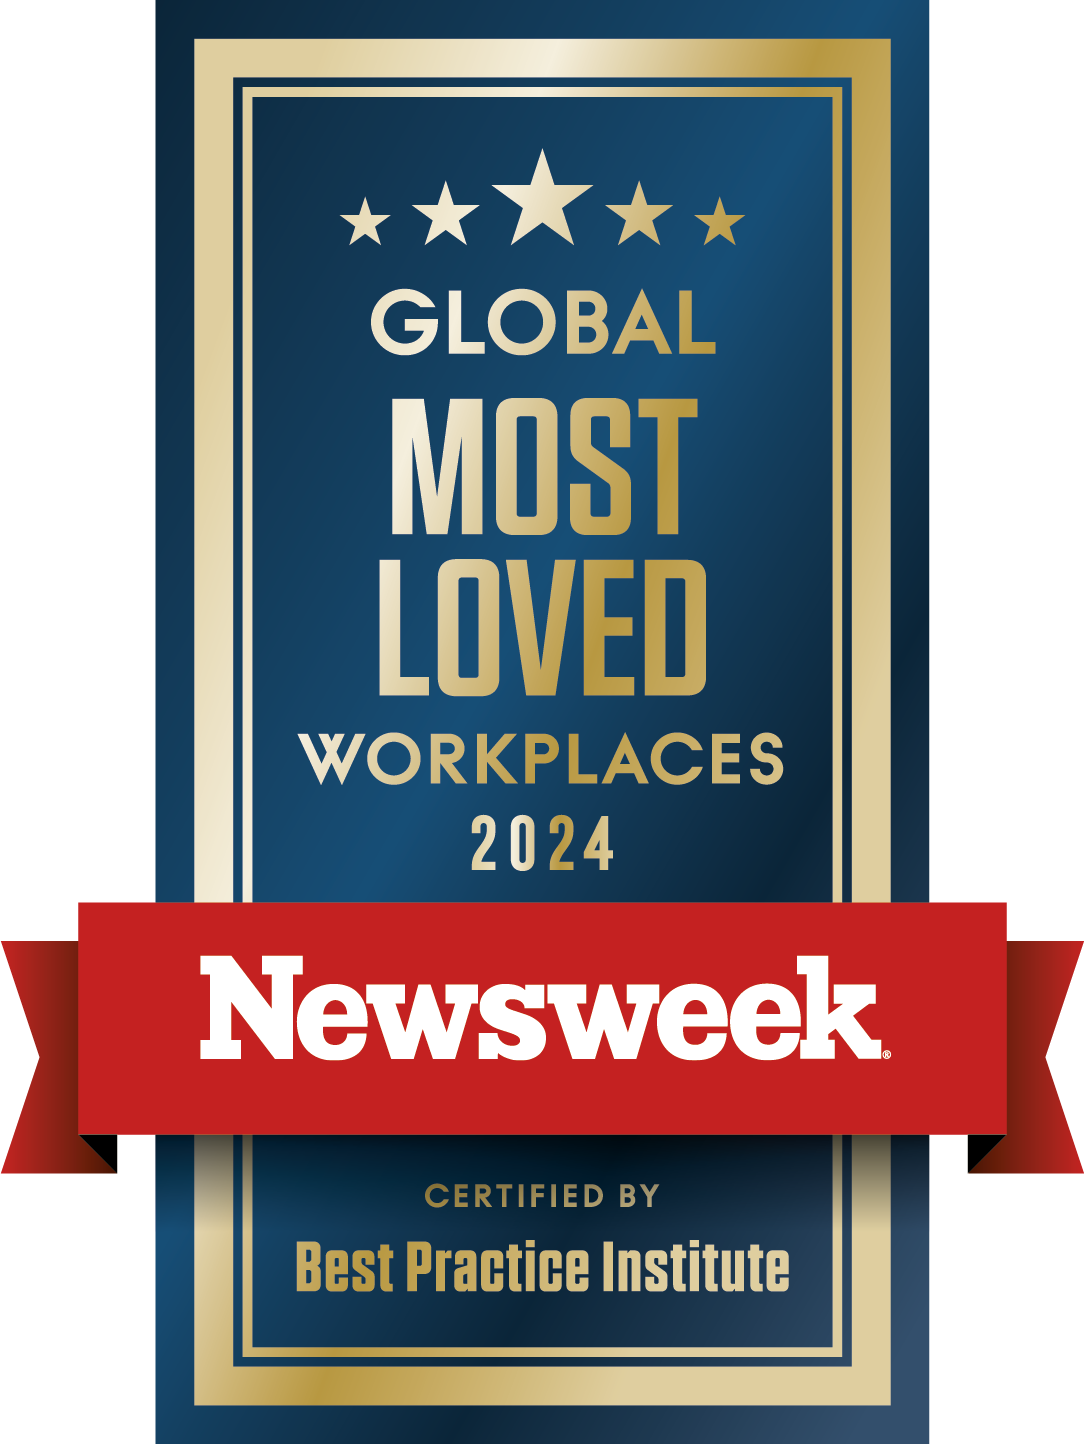 GLOBAL
MOST
LOVED
WORKPLACES
2024
Newsweek®
CERTIFIED BY
Best Practice Institute